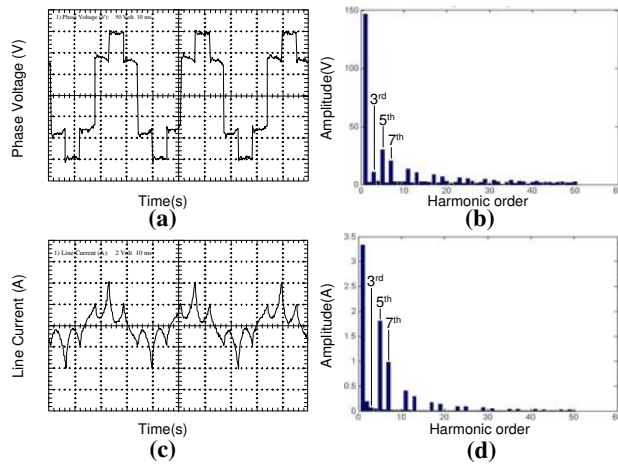 1) Phase Voltage (V): 50 Volt 10 ms
Phase Voltage (V)
Time(s)
(a)
150
100
50
0
Amplitude(V)
3rd
5th
7th
0 10 20 30 40 50 60
Harmonic order
(b)
1) Line Current (A): 2 Volt 10 ms
Line Current (A)
Time(s)
(c)
3.5
3
2.5
2
1.5
1
0.5
0
Amplitude(A)
3rd
5th
7th
0 10 20 30 40 50 60
Harmonic order
(d)